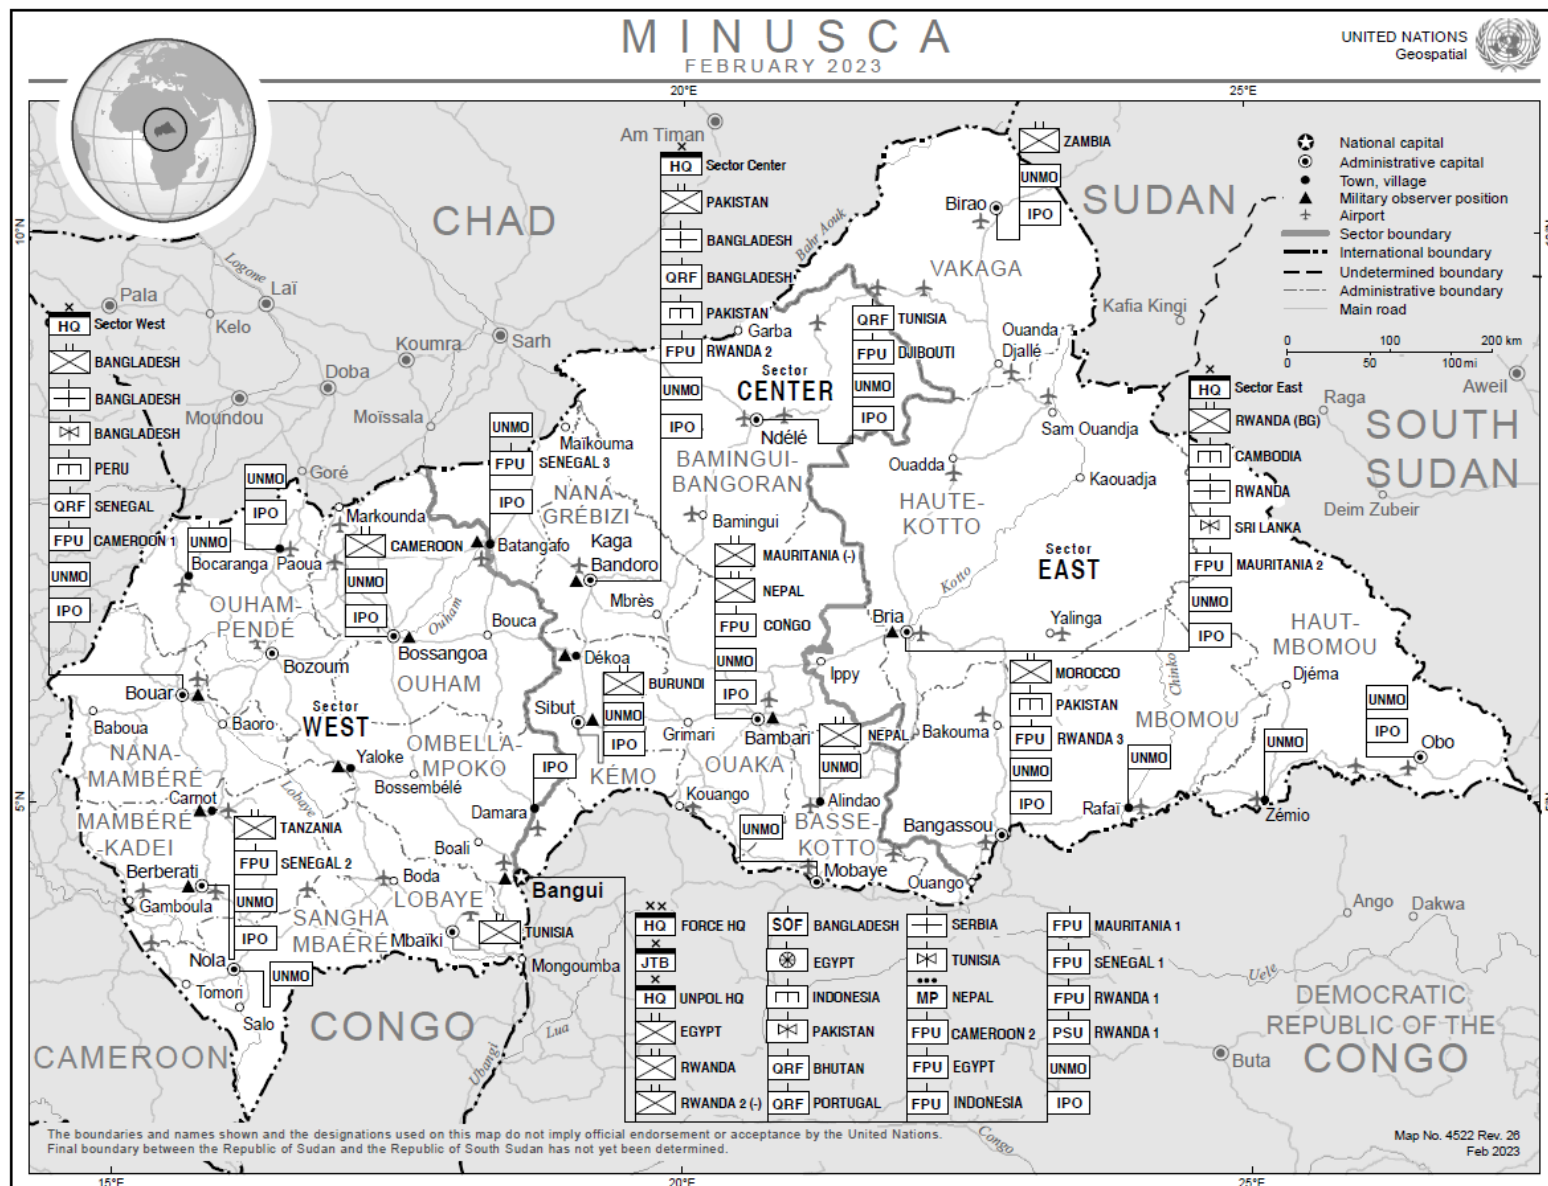 MINUSCA
FEBRUARY 2023
UNITED NATIONS
Geospatial
20°E
25°E
10°N
5°N
15°E
20°E
25°E
National capital
Administrative capital
Town, village
Military observer position
Airport
Sector boundary
International boundary
Undetermined boundary
Administrative boundary
Main road
0 50 100 200 km
0 50 100 mi
CHAD
SUDAN
SOUTH
SUDAN
CAMEROON
CONGO
DEMOCRATIC
REPUBLIC OF THE
CONGO
Am Timan
Pala
Kelo
Laï
Logone
Koumra
Sarh
Doba
Moundou
Moïssala
Goré
Bahr Aouk
Kafia Kingi
Aweil
Raga
Deim Zubeir
HQ Sector Center
PAKISTAN
BANGLADESH
QRF BANGLADESH
PAKISTAN
FPU RWANDA 2
UNMO
IPO
ZAMBIA
UNMO
IPO
Birao
VAKAGA
Garba
Sector
CENTER
QRF TUNISIA
FPU DJIBOUTI
UNMO
IPO
Ndélé
Ouanda
Djallé
Sam Ouandja
Ouadda
Kaouadja
HAUTE-
KOTTO
BAMINGUI-
BANGORAN
Bamingui
HQ Sector West
BANGLADESH
BANGLADESH
BANGLADESH
PERU
QRF SENEGAL
FPU CAMEROON 1
UNMO
IPO
HQ Sector East
RWANDA (BG)
CAMBODIA
RWANDA
SRI LANKA
FPU MAURITANIA 2
UNMO
IPO
UNMO
FPU SENEGAL 3
IPO
Maïkouma
NANA
GRÉBIZI
Kaga
Bandoro
Batangafo
UNMO
IPO
Markounda
UNMO
Bocaranga
Paoua
CAMEROON
UNMO
IPO
Ouham
OUHAM-
PENDÉ
Bozoum
Bossangoa
Bouca
OUHAM
Mbrès
Dékoa
MAURITANIA (-)
NEPAL
FPU CONGO
UNMO
IPO
Sector
EAST
Kotto
Bria
Yalinga
Ippy
HAUT-
MBOMOU
Djéma
Chinko
MBOMOU
MOROCCO
PAKISTAN
FPU RWANDA 3
UNMO
IPO
Bakouma
UNMO
Rafaï
UNMO
Zémio
UNMO
IPO
Obo
Bouar
Baboua
Baoro
Sector
WEST
NANA-
MAMBÉRÉ
Yaloke
Bossembélé
OMBELLA-
MPOKO
Lobaye
Carnot
MAMBÉRÉ
-KADEI
BURUNDI
UNMO
IPO
Sibut
Grimari
Bambari
KÉMO
OUAKA
IPO
Damara
Kouango
NEPAL
UNMO
Alindao
BASSE-
KOTTO
Bangassou
UNMO
Mobaye
Ouango
TANZANIA
FPU SENEGAL 2
UNMO
IPO
Berberati
Gamboula
Boali
Boda
LOBAYE
SANGHA
MBAÉRÉ
Mbaïki
Bangui
TUNISIA
Mongoumba
Nola
UNMO
Tomori
Salo
Lua
Ubangi
Congo
Uele
Ango
Dakwa
Buta
HQ FORCE HQ
JTB
HQ UNPOL HQ
EGYPT
RWANDA
RWANDA 2 (-)
SOF BANGLADESH
EGYPT
INDONESIA
PAKISTAN
QRF BHUTAN
QRF PORTUGAL
SERBIA
TUNISIA
MP NEPAL
FPU CAMEROON 2
FPU EGYPT
FPU INDONESIA
FPU MAURITANIA 1
FPU SENEGAL 1
FPU RWANDA 1
PSU RWANDA 1
UNMO
IPO
The boundaries and names shown and the designations used on this map do not imply official endorsement or acceptance by the United Nations.
Final boundary between the Republic of Sudan and the Republic of South Sudan has not yet been determined.
Map No. 4522 Rev. 26
Feb 2023